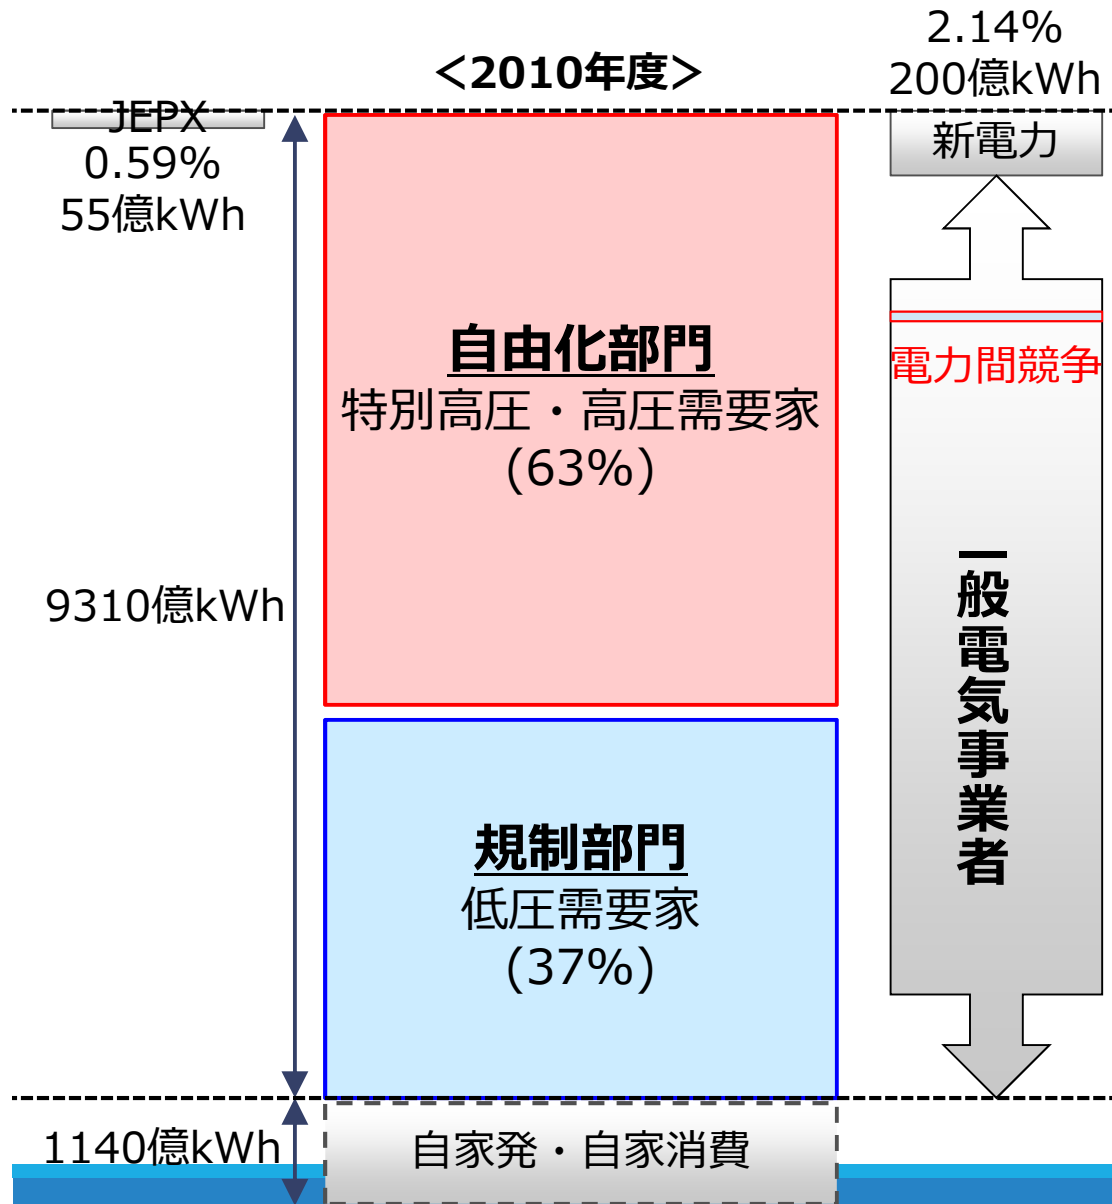 <2010年度>
2.14%
200億kWh
JEPX
0.59%
55億kWh
新電力
自由化部門
特別高圧・高圧需要家
(63%)
電力間競争
9310億kWh
一般電気事業者
規制部門
低圧需要家
(37%)
1140億kWh
自家発・自家消費